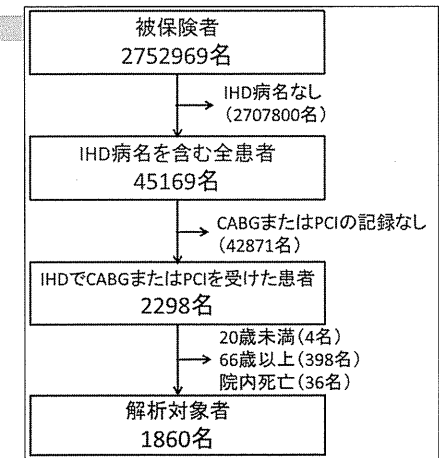 被保険者
2752969名
IHD病名なし
(2707800名)
IHD病名を含む全患者
45169名
CABGまたはPCIの記録なし
(42871名)
IHDでCABGまたはPCIを受けた患者
2298名
20歳未満(4名)
66歳以上(398名)
院内死亡(36名)
解析対象者
1860名